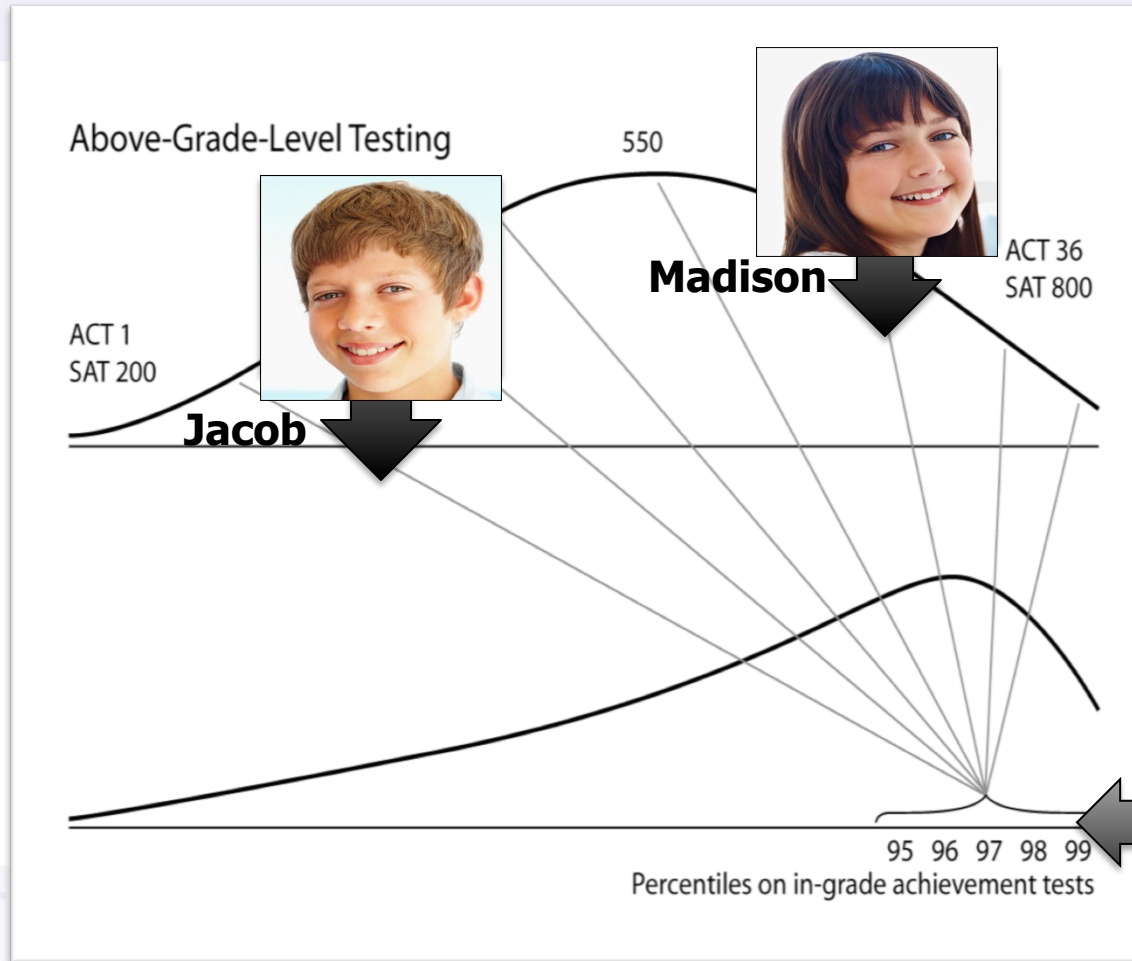 Above-Grade-Level Testing
550
Madison
ACT 36
SAT 800
ACT 1
SAT 200
Jacob
95 96 97 98 99
Percentiles on in-grade achievement tests